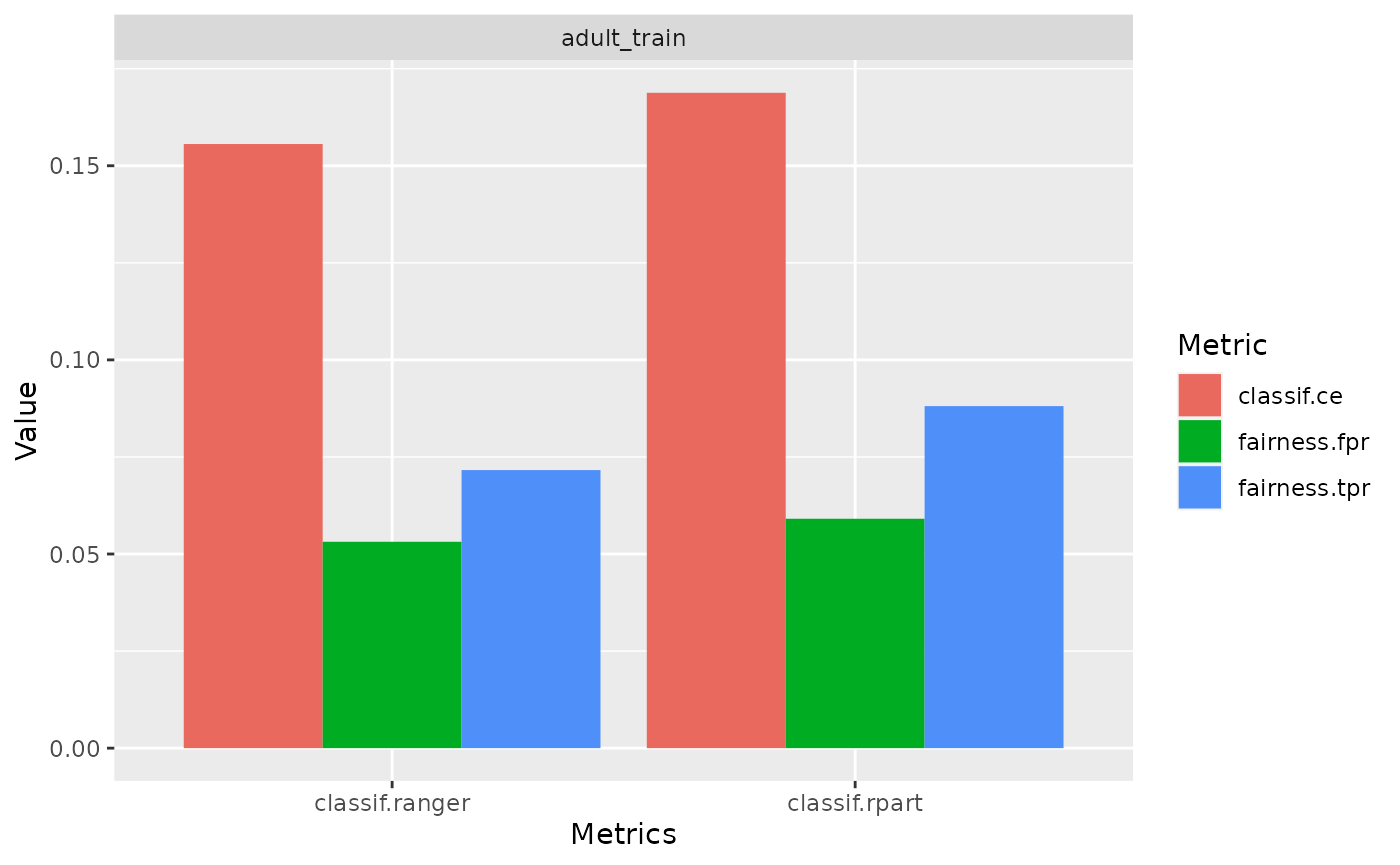 adult_train
0.15
0.10
0.05
0.00
Value
classif.ranger
classif.rpart
Metrics
Metric
classif.ce
fairness.fpr
fairness.tpr